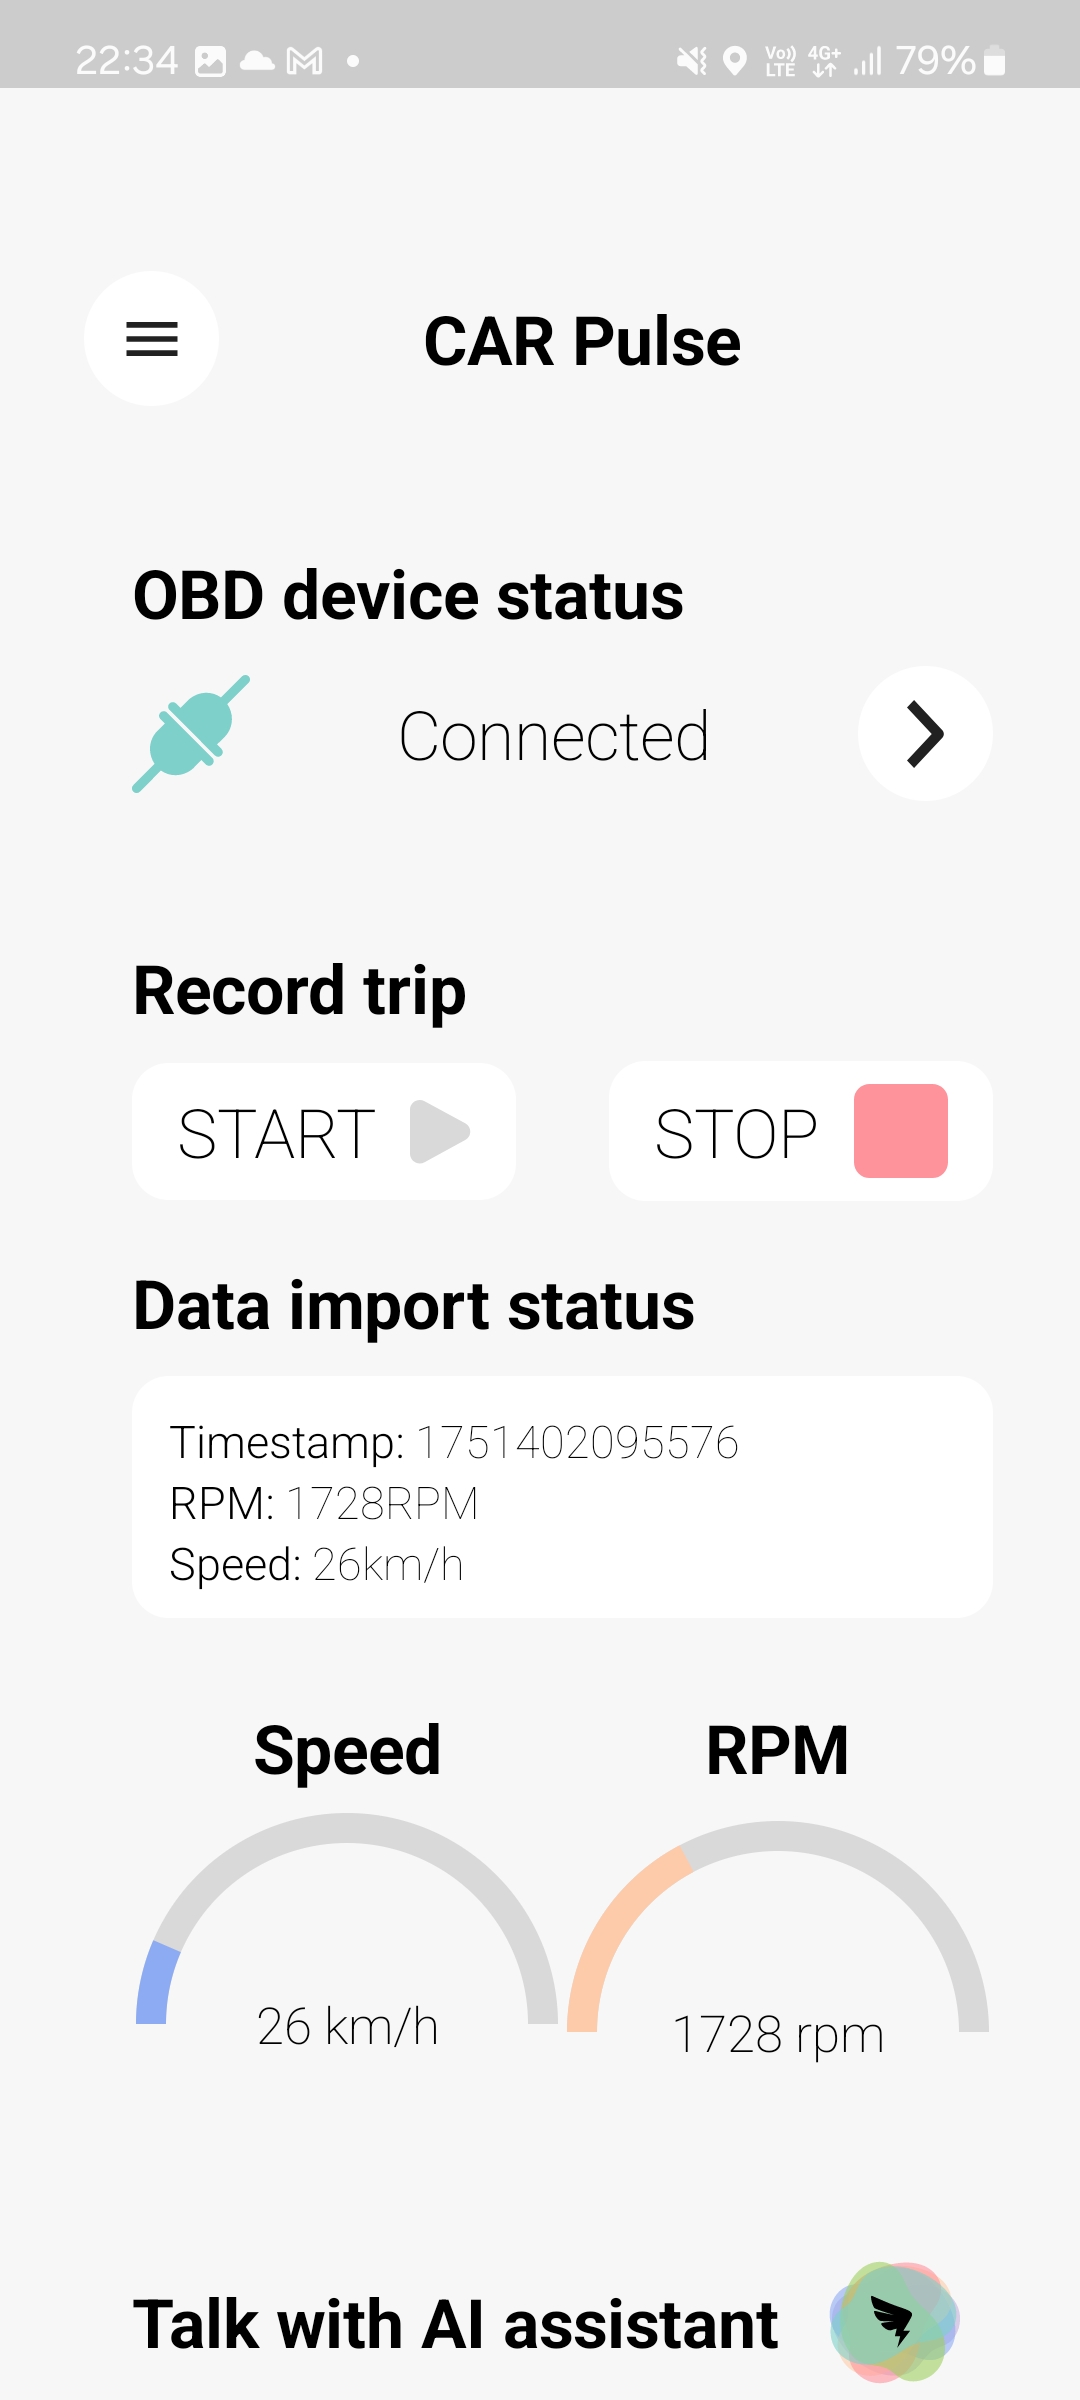 22:34 Vo)) LTE 4G+ 79%
CAR Pulse
OBD device status
Connected
Record trip
START STOP
Data import status
Timestamp: 1751402095576
RPM: 1728RPM
Speed: 26km/h
Speed RPM
26 km/h 1728 rpm
Talk with AI assistant